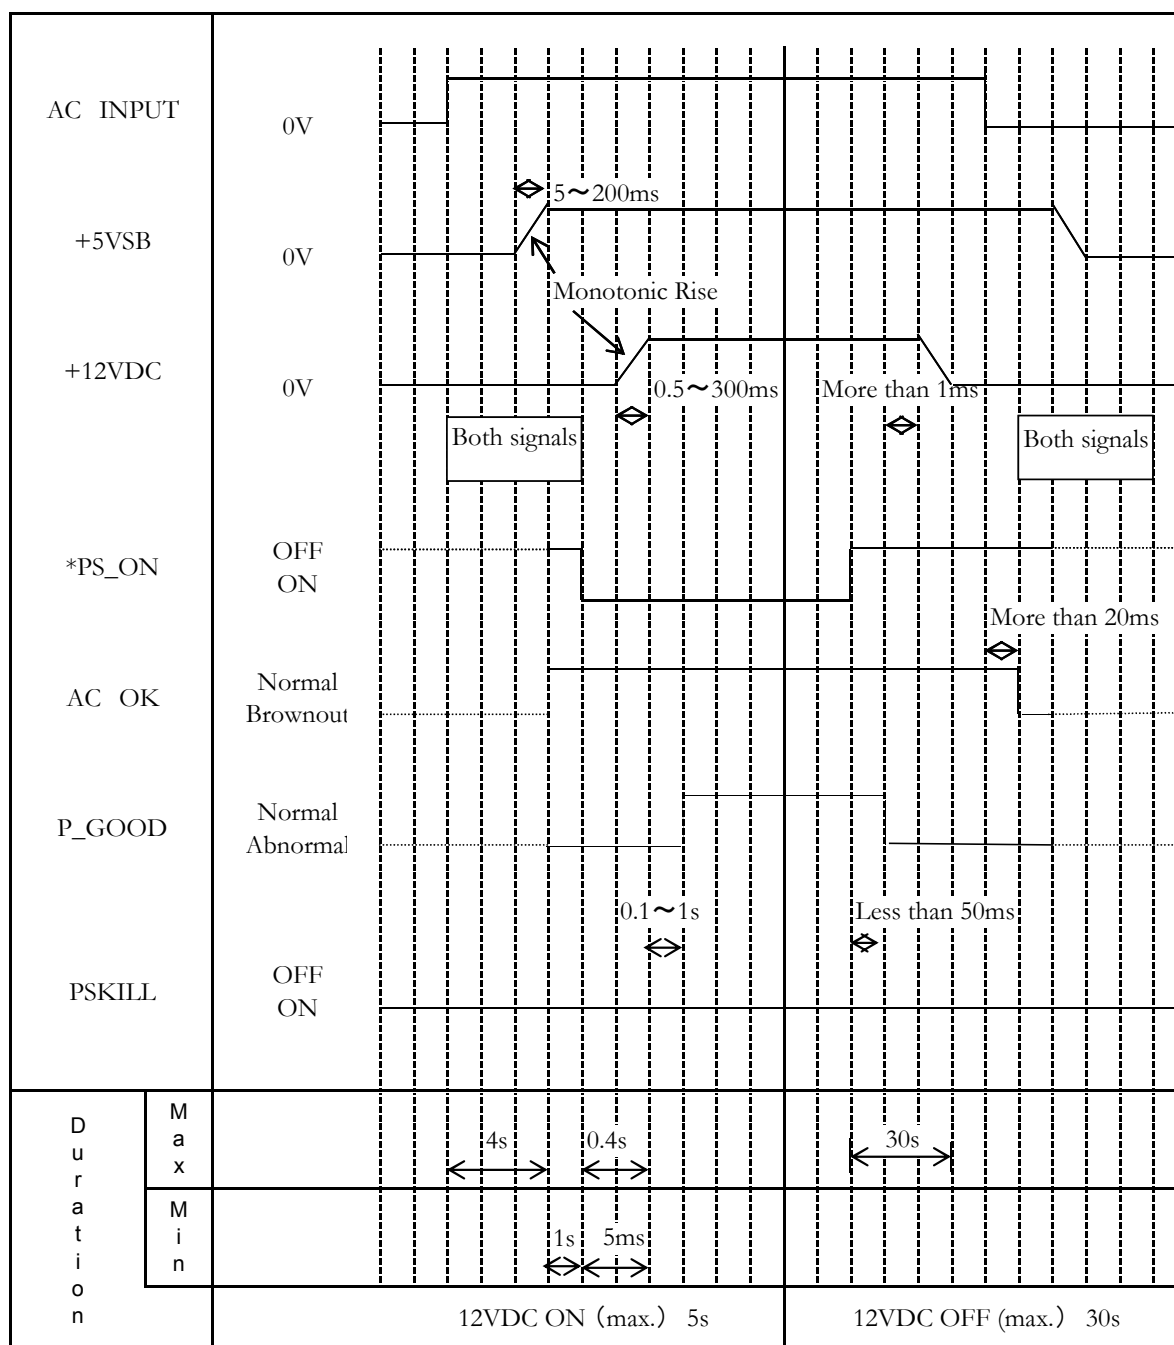 AC INPUT
0V
5～200ms
+5VSB
0V
Monotonic Rise
+12VDC
0V
0.5～300ms
More than 1ms
Both signals
Both signals
*PS_ON
OFF
ON
More than 20ms
AC OK
Normal
Brownout
P_GOOD
Normal
Abnormal
0.1～1s
Less than 50ms
PSKILL
OFF
ON
Duration
Max
4s
0.4s
30s
Min
1s
5ms
12VDC ON（max.） 5s
12VDC OFF (max.） 30s